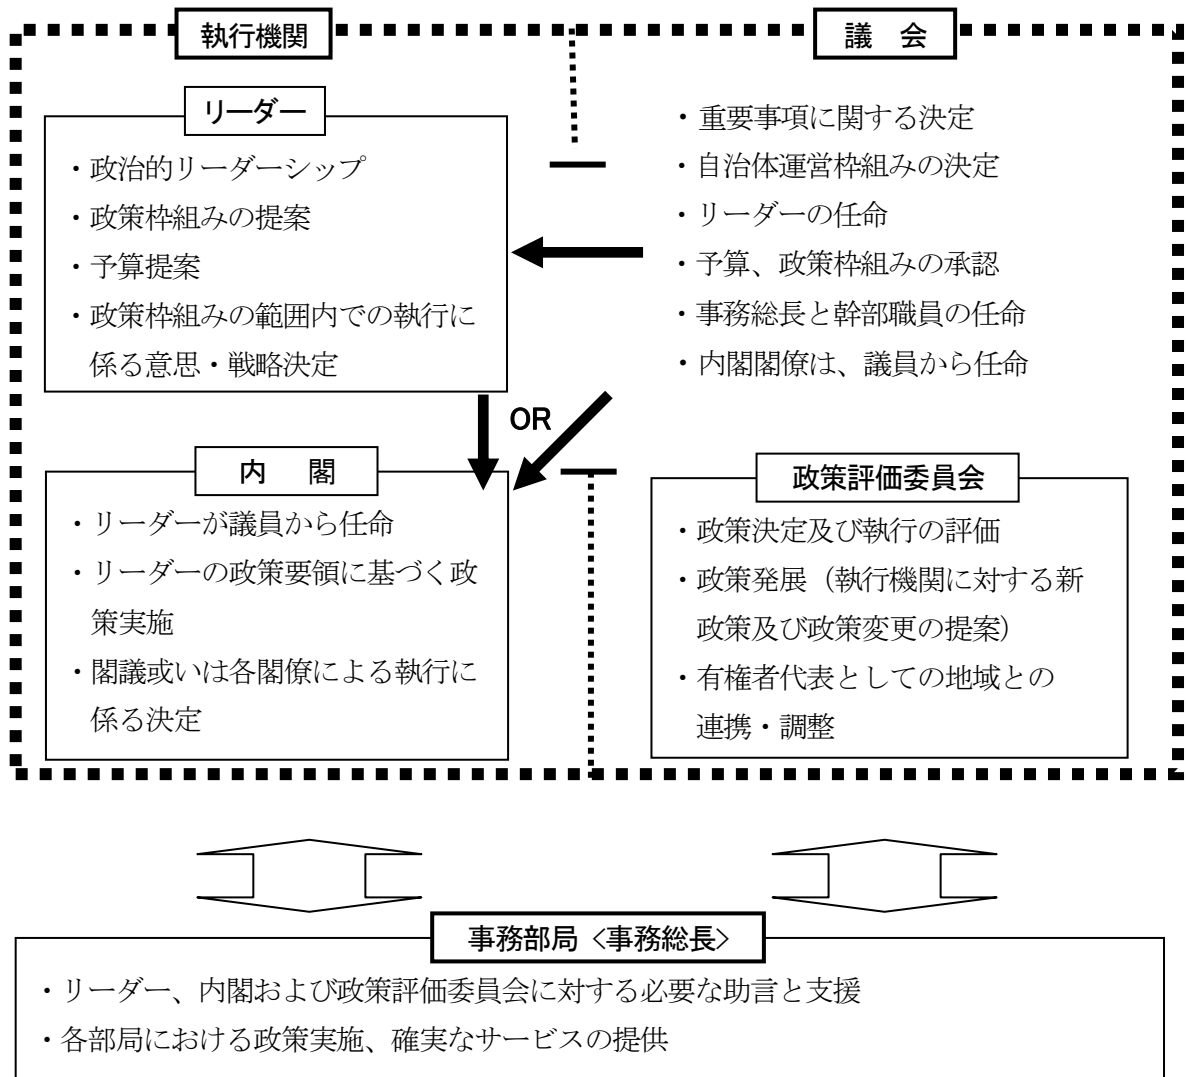 執行機関
リーダー
・政治的リーダーシップ
・政策枠組みの提案
・予算提案
・政策枠組みの範囲内での執行に
係る意思・戦略決定
議　会
・重要事項に関する決定
・自治体運営枠組みの決定
・リーダーの任命
・予算、政策枠組みの承認
・事務総長と幹部職員の任命
・内閣閣僚は、議員から任命
OR
内　閣
・リーダーが議員から任命
・リーダーの政策要領に基づく政
策実施
・閣議或いは各閣僚による執行に
係る決定
政策評価委員会
・政策決定及び執行の評価
・政策発展（執行機関に対する新
政策及び政策変更の提案）
・有権者代表としての地域との
連携・調整
事務部局〈事務総長〉
・リーダー、内閣および政策評価委員会に対する必要な助言と支援
・各部局における政策実施、確実なサービスの提供